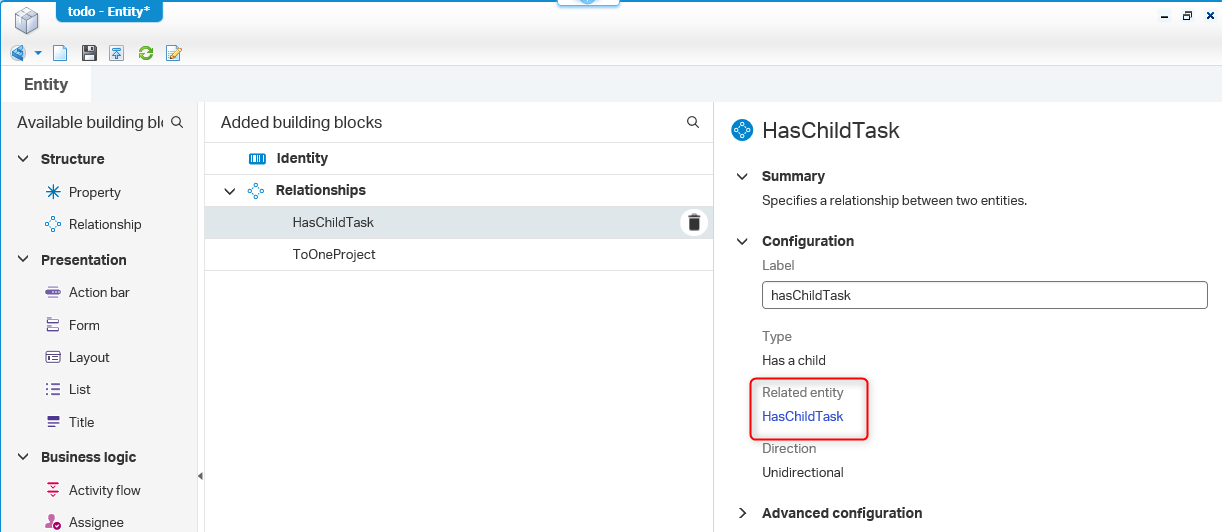 todo - Entity*
Entity
Available building bl
Structure
Property
Relationship
Presentation
Action bar
Form
Layout
List
Title
Business logic
Activity flow
Assignee
Added building blocks
Identity
Relationships
HasChildTask
ToOneProject
HasChildTask
Summary
Specifies a relationship between two entities.
Configuration
Label
hasChildTask
Type
Has a child
Related entity
HasChildTask
Direction
Unidirectional
Advanced configuration